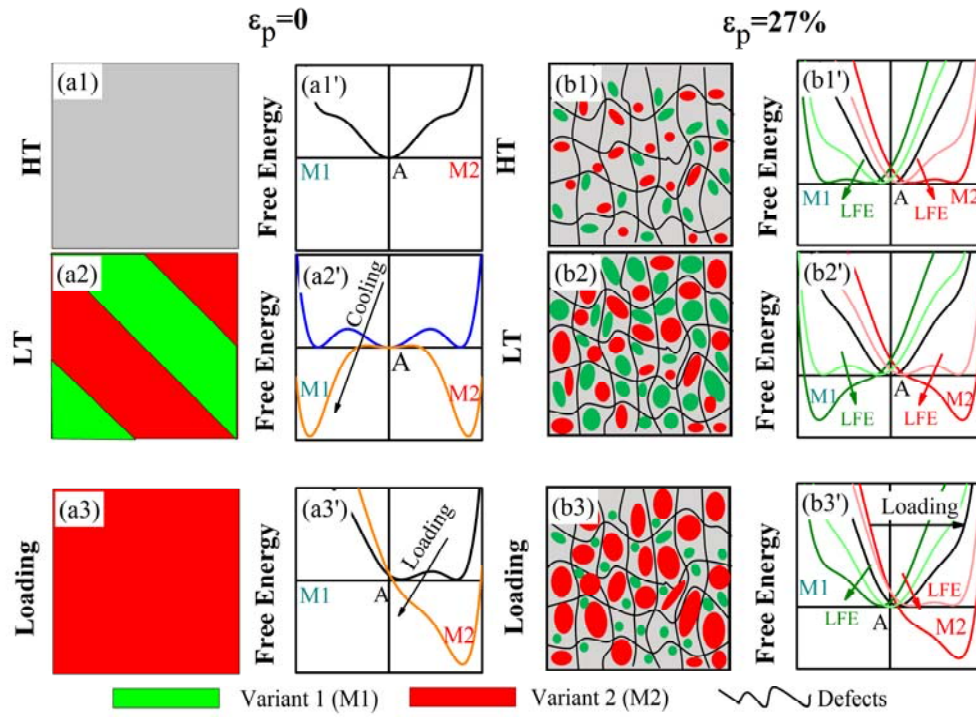 εp=0
εp=27%
HT
(a1)
Free Energy
(a1')
M1
A
M2
HT
(b1)
Free Energy
(b1')
M1
A
M2
LFE
LFE
LT
(a2)
Free Energy
(a2')
Cooling
M1
A
M2
LT
(b2)
Free Energy
(b2')
M1
A
M2
LFE
LFE
Loading
(a3)
Free Energy
(a3')
Loading
M1
A
M2
Loading
(b3)
Free Energy
(b3')
Loading
M1
LFE
A
LFE
M2
Variant 1 (M1)
Variant 2 (M2)
Defects